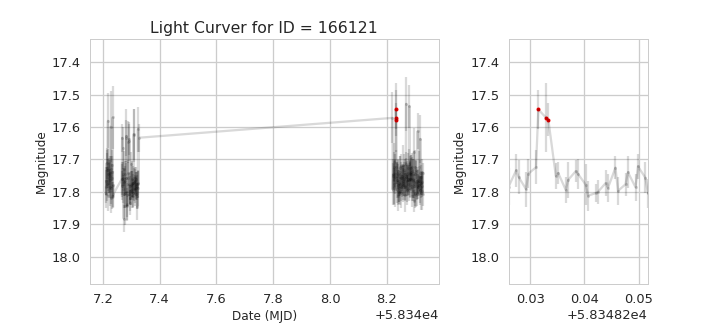 Light Curver for ID = 166121
17.4
17.5
17.6
17.7
17.8
17.9
18.0
Magnitude
7.2 7.4 7.6 7.8 8.0 8.2
Date (MJD) +5.834e4
17.4
17.5
17.6
17.7
17.8
17.9
18.0
Magnitude
0.03 0.04 0.05
+5.83482e4